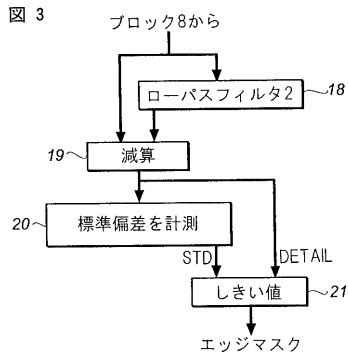 図 3
ブロック8から
ローパスフィルタ2
18
19
減算
20
標準偏差を計測
STD
DETAIL
しきい値
21
エッジマスク